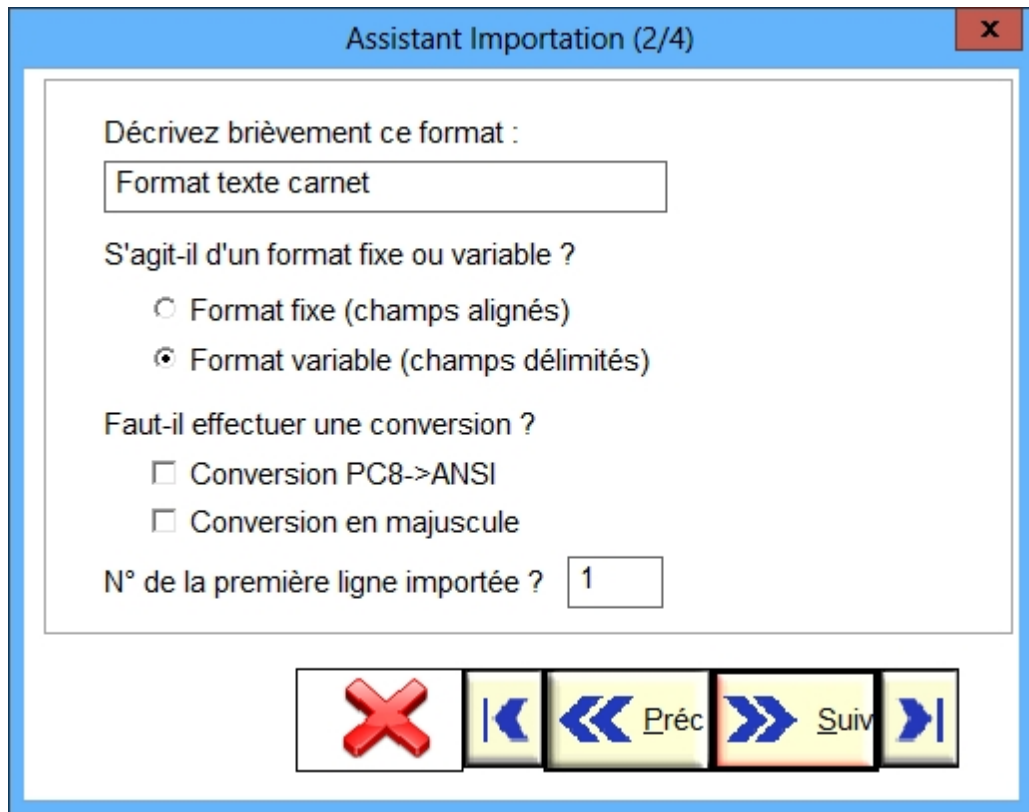 Assistant Importation (2/4)
x
Décrivez brièvement ce format :
Format texte carnet
S'agit-il d'un format fixe ou variable ?
Format fixe (champs alignés)
Format variable (champs délimités)
Faut-il effectuer une conversion ?
Conversion PC8->ANSI
Conversion en majuscule
N° de la première ligne importée ? 1
Préc Suiv